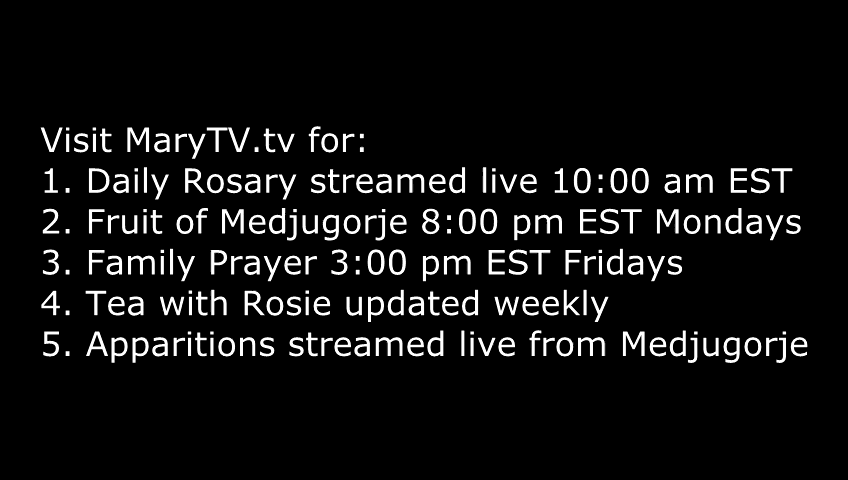 Visit MaryTV.tv for:
1. Daily Rosary streamed live 10:00 am EST
2. Fruit of Medjugorje 8:00 pm EST Mondays
3. Family Prayer 3:00 pm EST Fridays
4. Tea with Rosie updated weekly
5. Apparitions streamed live from Medjugorje